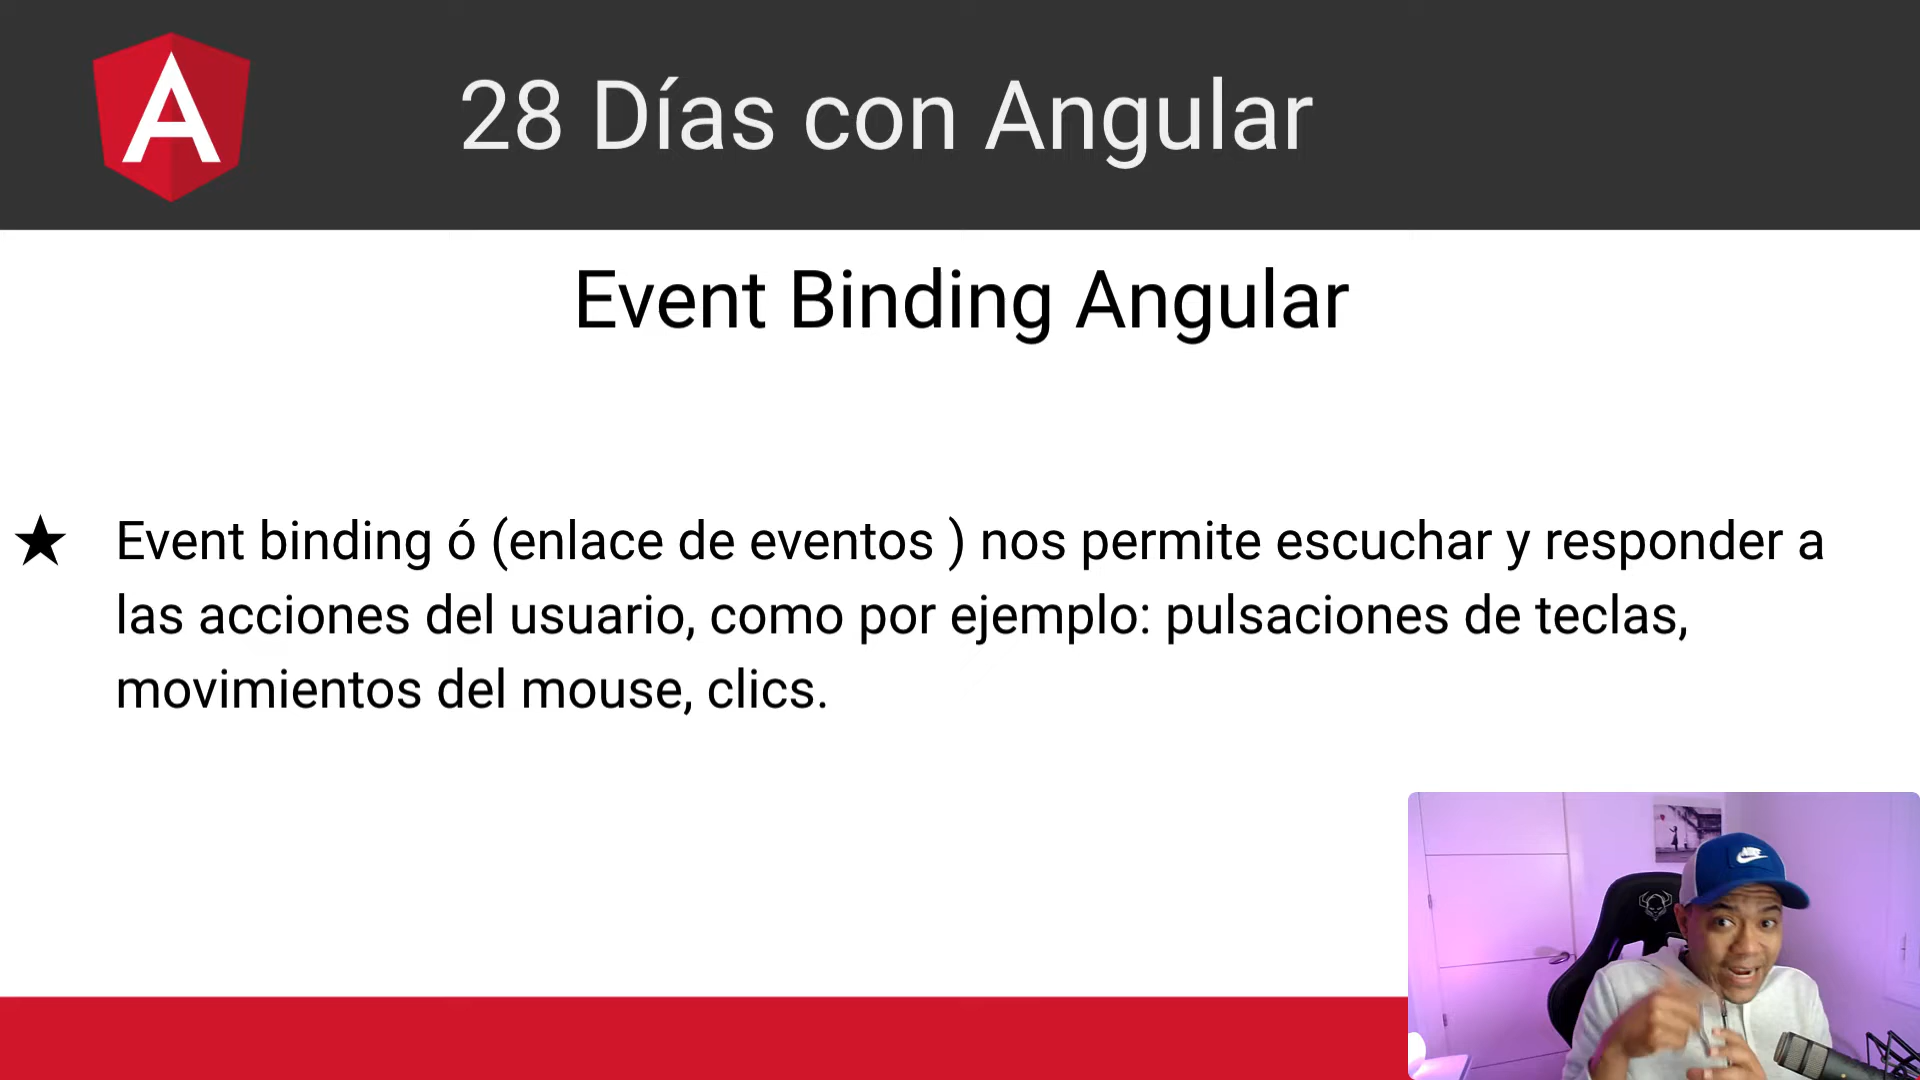 A
28 Días con Angular
Event Binding Angular
★ Event binding ó (enlace de eventos ) nos permite escuchar y responder a
las acciones del usuario, como por ejemplo: pulsaciones de teclas,
movimientos del mouse, clics.